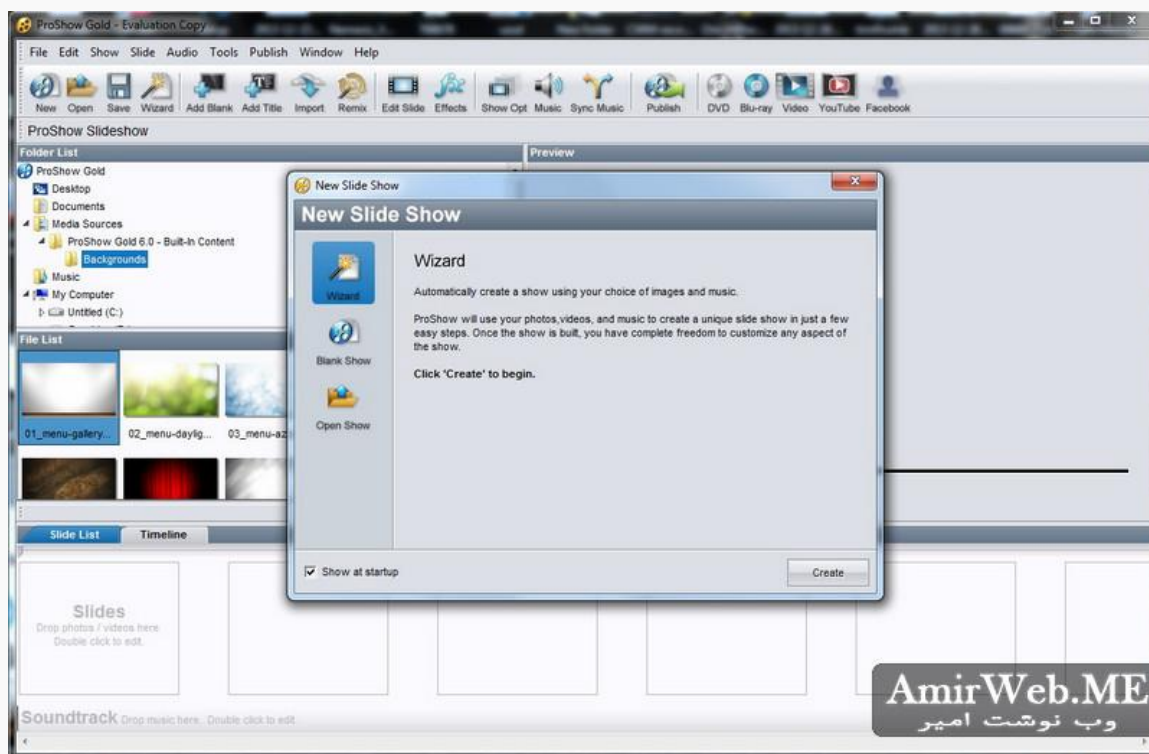 ProShow Gold - Evaluation Copy
File Edit Show Slide Audio Tools Publish Window Help
New Open Save Wizard Add Blank Add Title Import Remix Edit Slide Effects Show Opt Music Sync Music Publish DVD Blu-ray Video YouTube Facebook
ProShow Slideshow
Folder List
Preview
ProShow Gold
Desktop
Documents
Media Sources
ProShow Gold 6.0 - Built-In Content
Backgrounds
Music
My Computer
Untitled (C:)
File List
01_menu-gallery...
02_menu-daylig...
03_menu-az
New Slide Show
New Slide Show
Wizard
Blank Show
Open Show
Wizard
Automatically create a show using your choice of images and music.
ProShow will use your photos,videos, and music to create a unique slide show in just a few
easy steps. Once the show is built, you have complete freedom to customize any aspect of
the show.
Click 'Create' to begin.
Show at startup
Create
Slide List
Timeline
Slides
Drop photos / videos here
Double click to edit.
Soundtrack Drop music here. Double click to edit
AmirWeb.ME
وب نوشت امیر